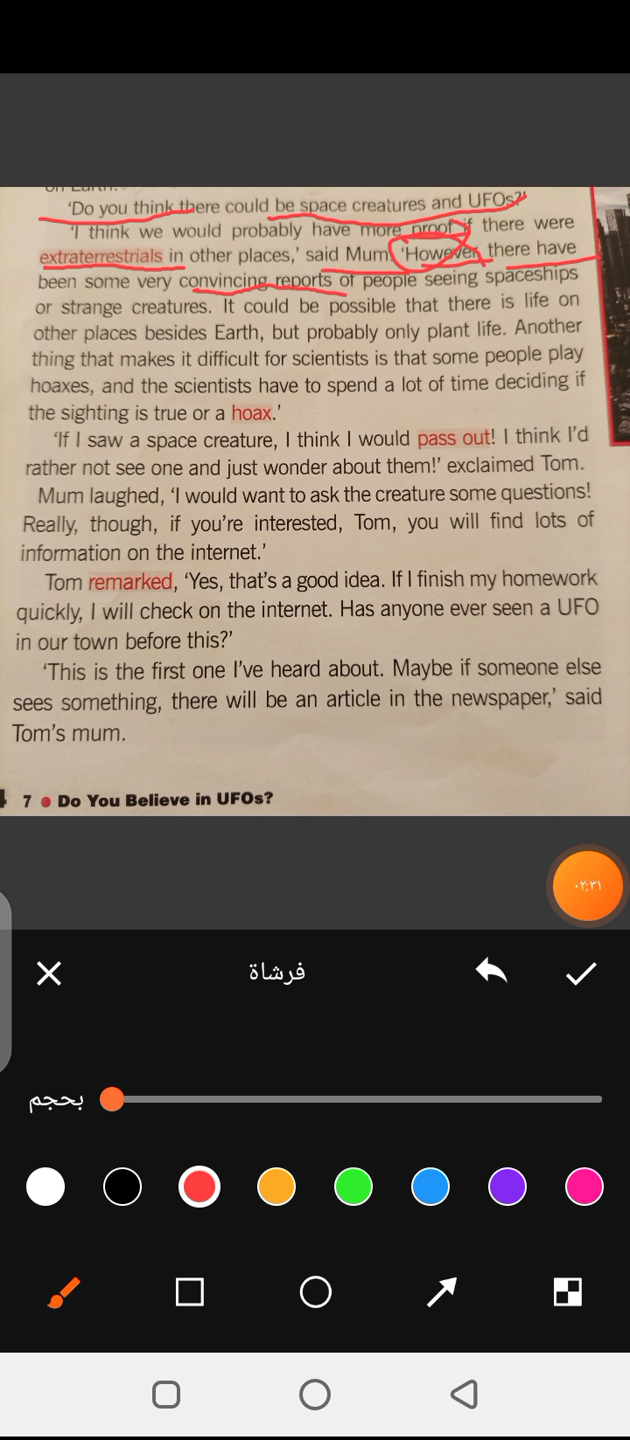 on Earth.
‘Do you think there could be space creatures and UFOs?’
‘I think we would probably have more proof if there were
extraterrestrials in other places,’ said Mum. ‘However, there have
been some very convincing reports of people seeing spaceships
or strange creatures. It could be possible that there is life on
other places besides Earth, but probably only plant life. Another
thing that makes it difficult for scientists is that some people play
hoaxes, and the scientists have to spend a lot of time deciding if
the sighting is true or a hoax.’
‘If I saw a space creature, I think I would pass out! I think I’d
rather not see one and just wonder about them!’ exclaimed Tom.
Mum laughed, ‘I would want to ask the creature some questions!
Really, though, if you’re interested, Tom, you will find lots of
information on the internet.’
Tom remarked, ‘Yes, that’s a good idea. If I finish my homework
quickly, I will check on the internet. Has anyone ever seen a UFO
in our town before this?’
‘This is the first one I’ve heard about. Maybe if someone else
sees something, there will be an article in the newspaper,’ said
Tom’s mum.
4 7 ● Do You Believe in UFOs?
٠٢:٣١
فرشاة
بحجم